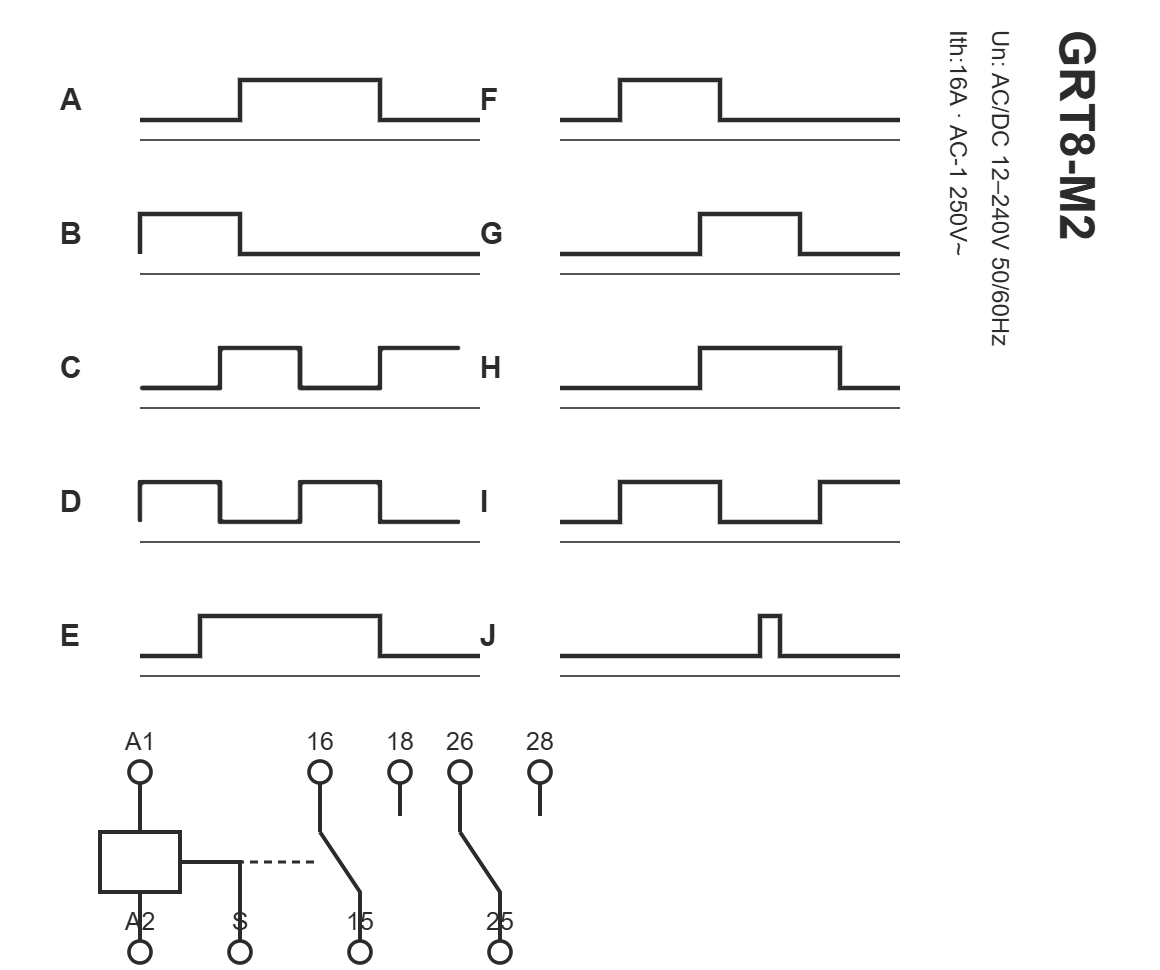 A
F
B
G
C
H
D
I
E
J
GRT8-M2
Un: AC/DC 12–240V 50/60Hz
Ith:16A · AC-1 250V~
A1
16
18
26
28
A2
S
15
25